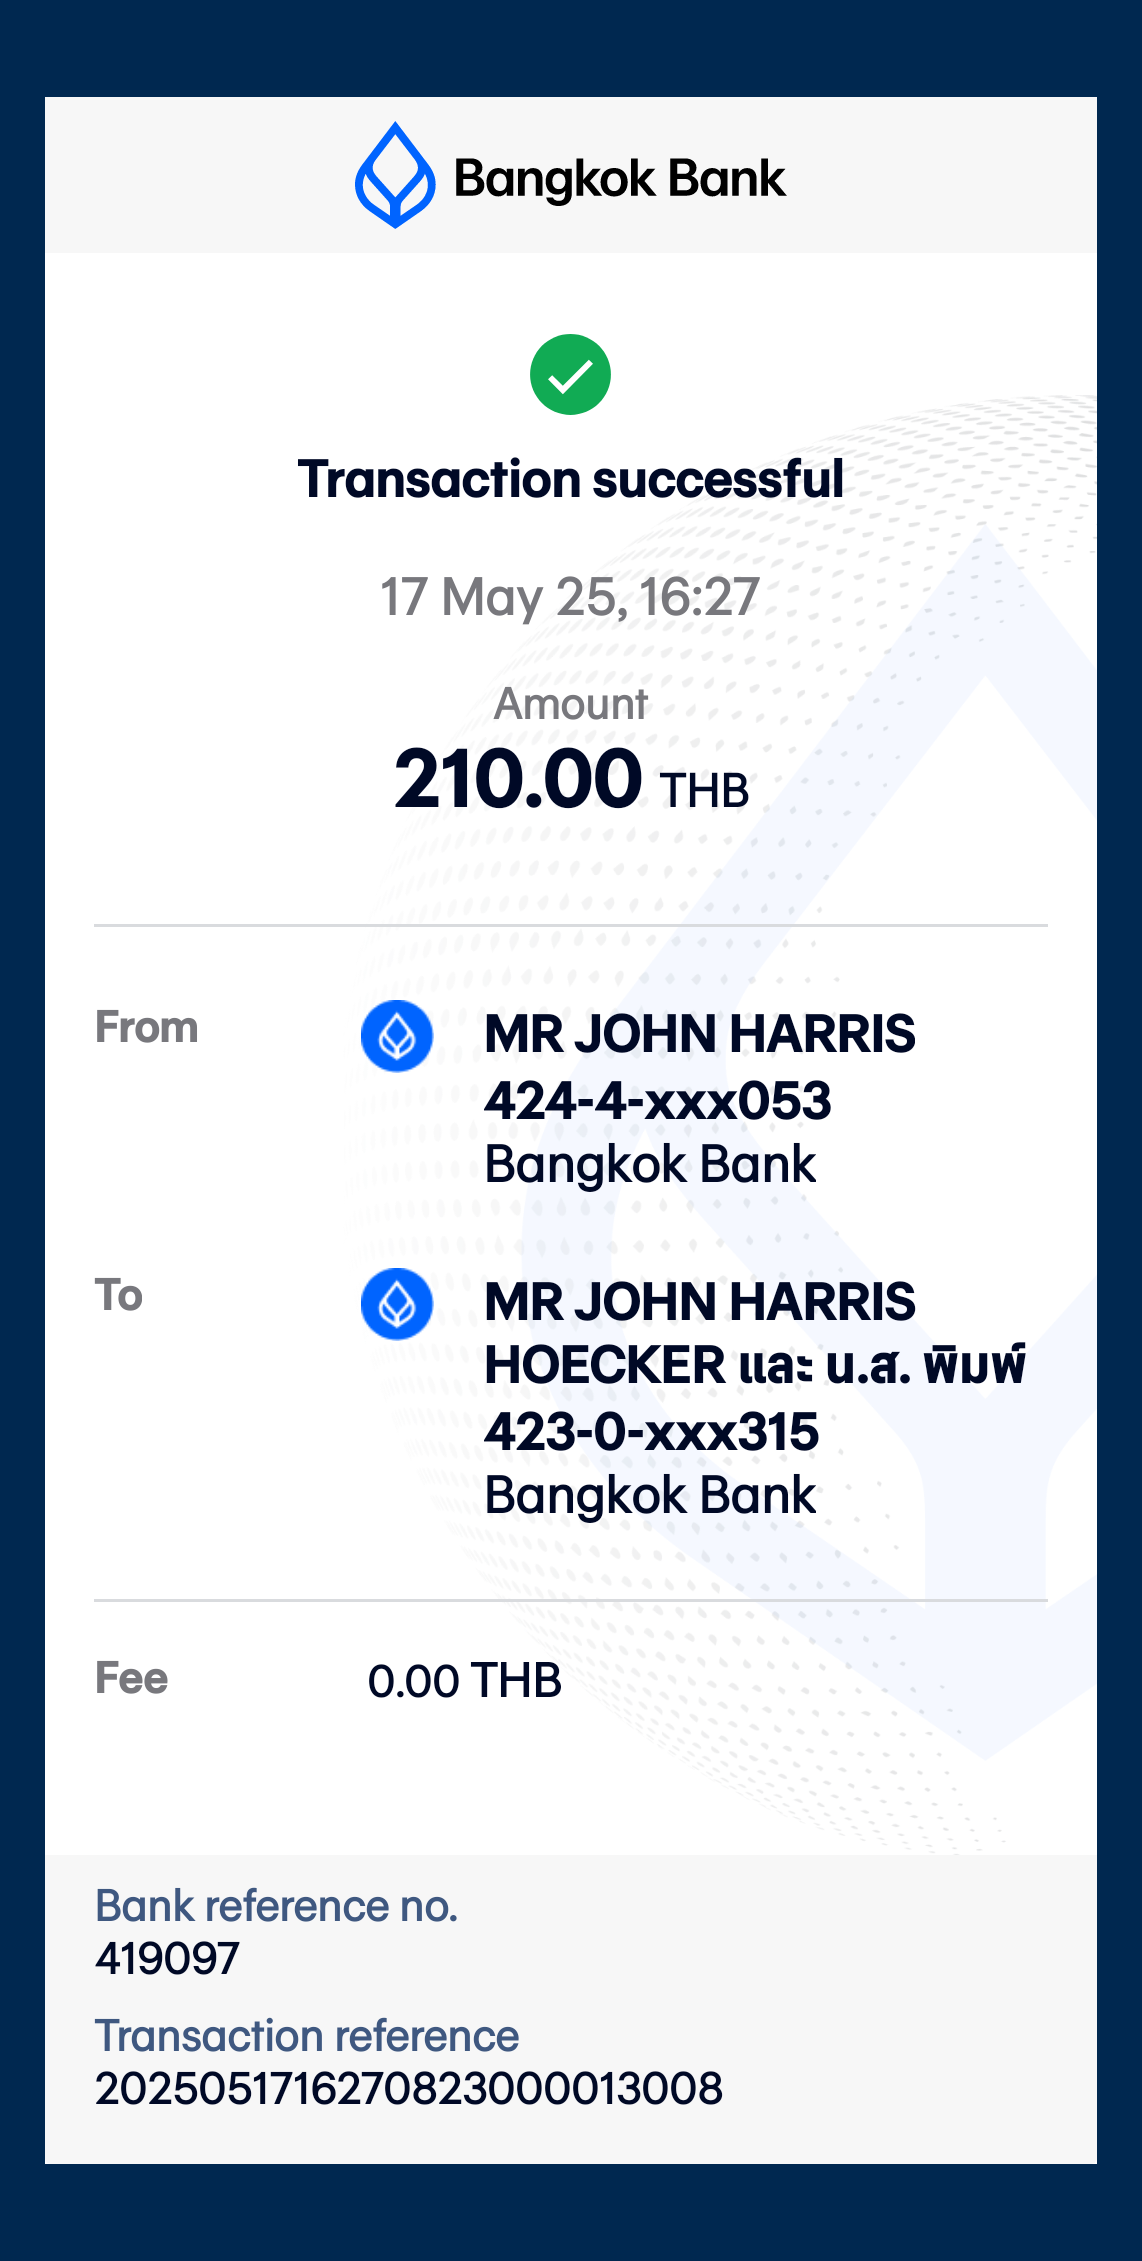 Bangkok Bank
Transaction successful
17 May 25, 16:27
Amount
210.00 THB
From
MR JOHN HARRIS
424-4-xxx053
Bangkok Bank
To
MR JOHN HARRIS
HOECKER และ น.ส. พิมพ์
423-0-xxx315
Bangkok Bank
Fee
0.00 THB
Bank reference no.
419097
Transaction reference
2025051716270823000013008